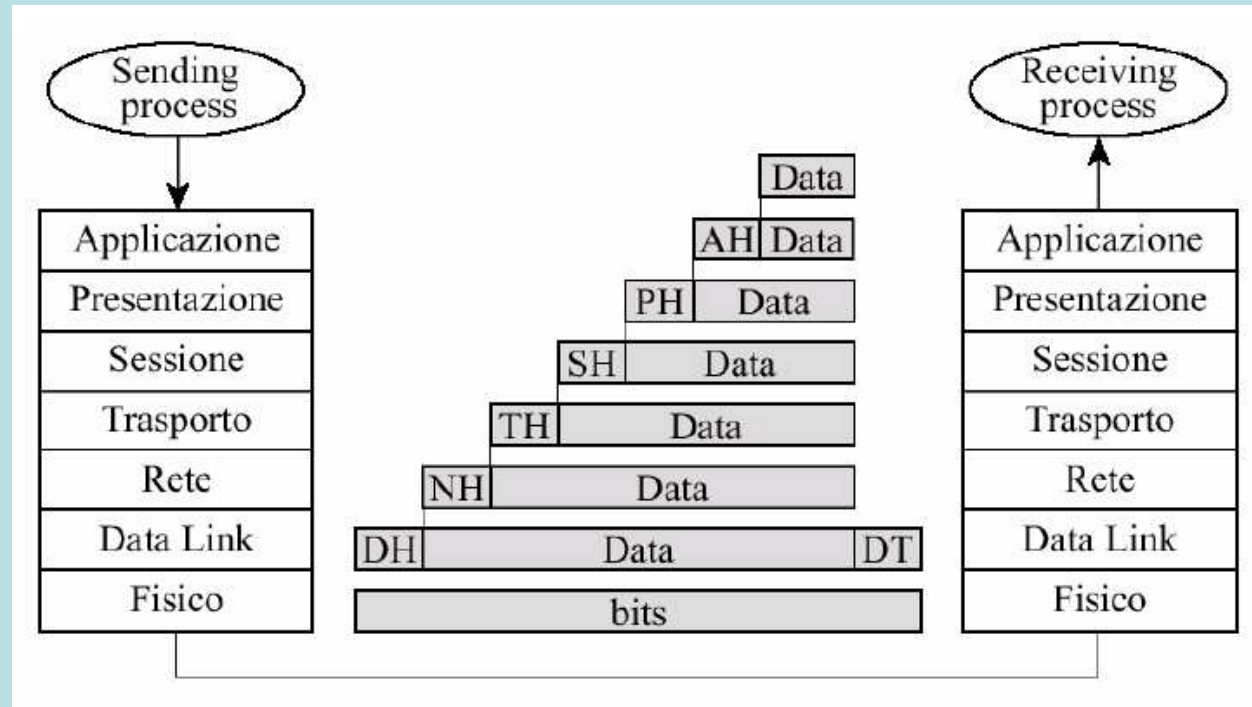 Sending
process
Receiving
process
Data
Applicazione
AH Data
Applicazione
Presentazione
PH Data
Presentazione
Sessione
SH Data
Sessione
Trasporto
TH Data
Trasporto
Rete
NH Data
Rete
Data Link
DH Data DT
Data Link
Fisico
bits
Fisico